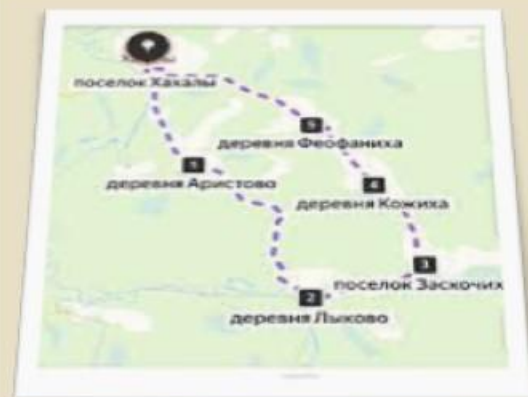 поселок Хахалы
5
деревня Феофаниха
1
деревня Аристово
4
деревня Кожиха
3
поселок Заскочих
2
деревня Лыково